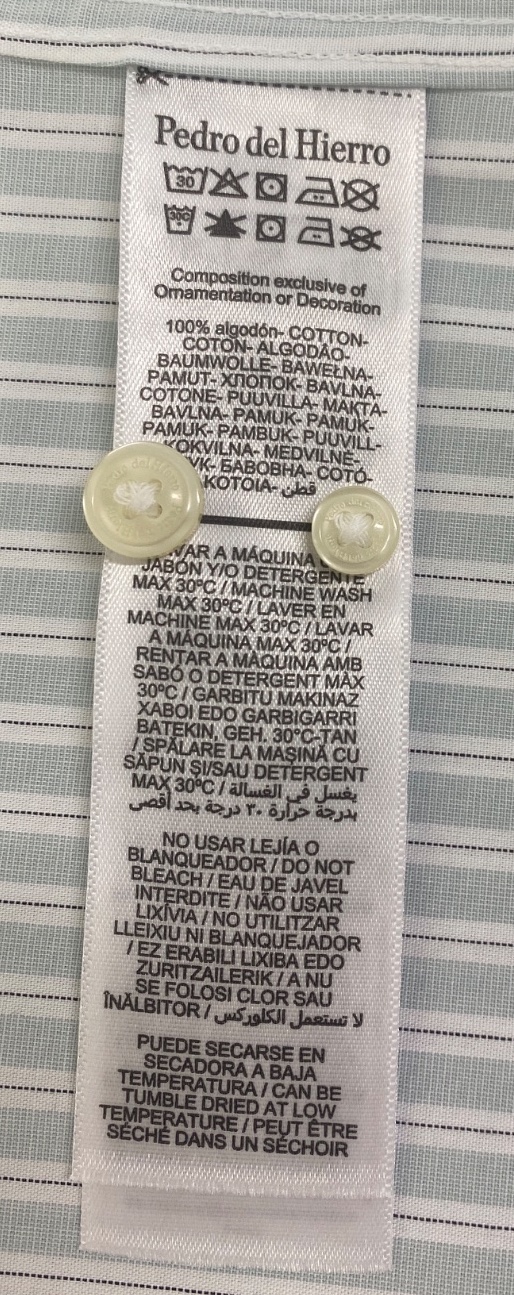 Pedro del Hierro
30
30C
Composition exclusive of
Ornamentation or Decoration
100% algodón- COTTON-
COTON- ALGODÃO-
BAUMWOLLE- BAWEŁNA-
PAMUT- ХЛОПОК- BAVLNA-
COTONE- PUUVILLA- MAKTA-
BAVLNA- PAMUK- PAMUK-
PAMUK- PAMBUK- PUUVILL-
KOKVILNA- MEDVILNĖ-
БАВОВНА- COTÓ-
KOTOIA- قطن
A MÁQUINA
JABÓN Y/O DETERGENTE
MAX 30ºC / MACHINE WASH
MAX 30ºC / LAVER EN
MACHINE MAX 30ºC / LAVAR
A MÁQUINA MAX 30ºC /
RENTAR A MÀQUINA AMB
SABÓ O DETERGENT MÀX
30ºC / GARBITU MAKINAZ
XABOI EDO GARBIGARRI
BATEKIN, GEH. 30°C-TAN
/ SPĂLARE LA MAȘINĂ CU
SĂPUN ȘI/SAU DETERGENT
MAX 30ºC / يغسل في الغسالة
بدرجة حرارة ٣٠ درجة بحد أقصى
NO USAR LEJÍA O
BLANQUEADOR / DO NOT
BLEACH / EAU DE JAVEL
INTERDITE / NÃO USAR
LIXÍVIA / NO UTILITZAR
LLEIXIU NI BLANQUEJADOR
/ EZ ERABILI LIXIBA EDO
ZURITZAILERIK / A NU
SE FOLOSI CLOR SAU
ÎNĂLBITOR / لا تستعمل الكلوركس
PUEDE SECARSE EN
SECADORA A BAJA
TEMPERATURA / CAN BE
TUMBLE DRIED AT LOW
TEMPERATURE / PEUT ÊTRE
SÉCHÉ DANS UN SÉCHOIR